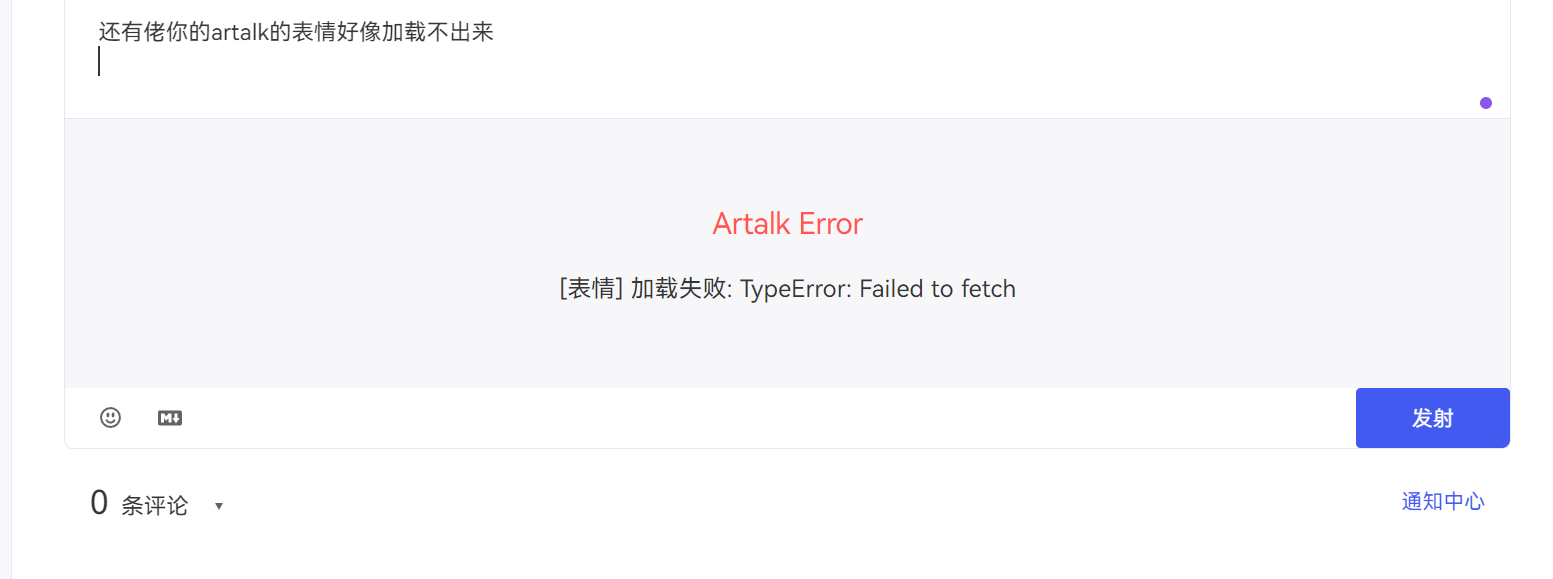 还有佬你的artalk的表情好像加载不出来
Artalk Error
[表情] 加载失败: TypeError: Failed to fetch
M 发射
0 条评论 ▼ 通知中心